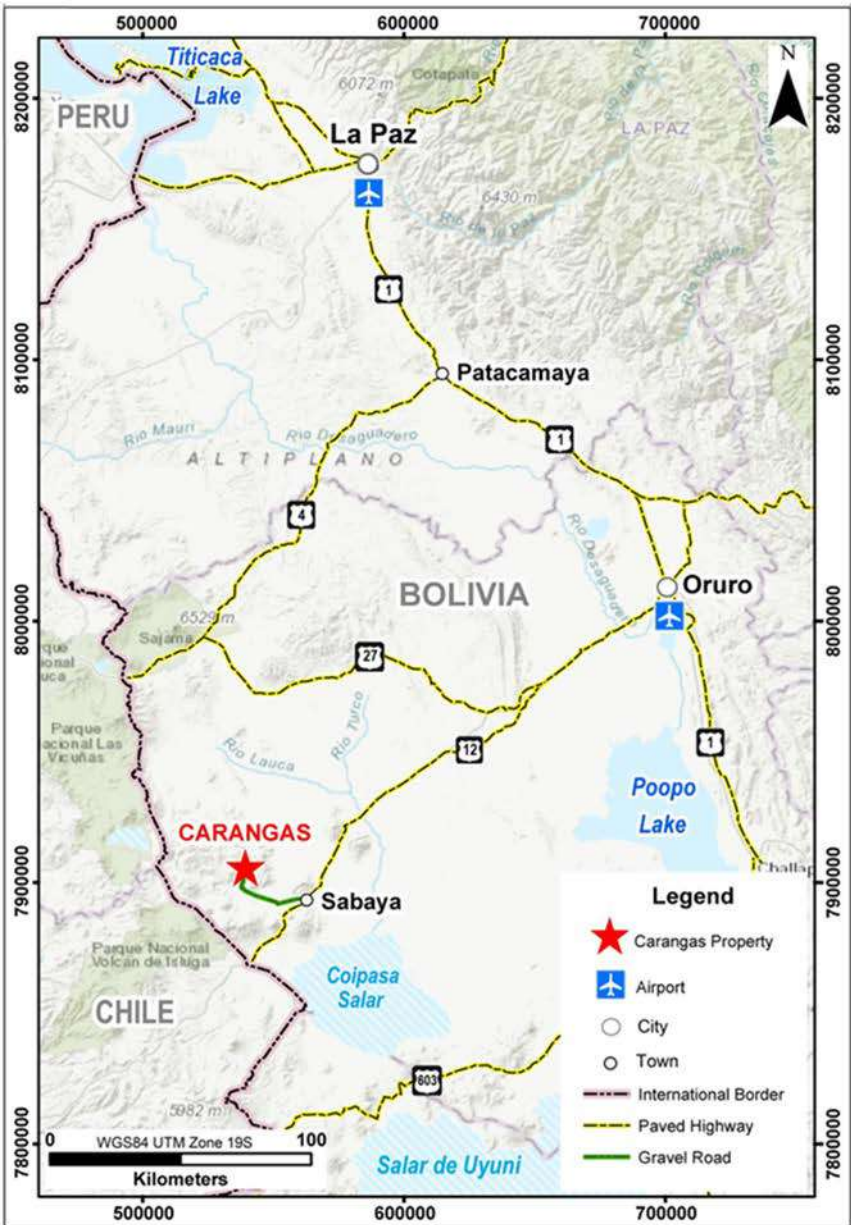 500000
600000
700000
8200000
8200000
Titicaca
Lake
6072 m
Cotapata
N
PERU
La Paz
LA PAZ
6430 m
Rio de la Paz
1
8100000
8100000
Patacamaya
Rio Mauri
Rio Desaguadero
ALTIPLANO
1
4
Rio Desaguader
BOLIVIA
Oruro
8000000
8000000
6529 m
Sajama
27
Parque
acional Las
Vicuñas
Rio Lauca
Rio Turco
12
1
Poopo
Lake
CARANGAS
7900000
7900000
Challap
Sabaya
Parque Nacional
Volcan de Isluga
Coipasa
Salar
CHILE
603
5982 m
Salar de Uyuni
7800000
7800000
Legend
Carangas Property
Airport
City
Town
International Border
Paved Highway
Gravel Road
0
WGS84 UTM Zone 19S
100
Kilometers
500000
600000
700000